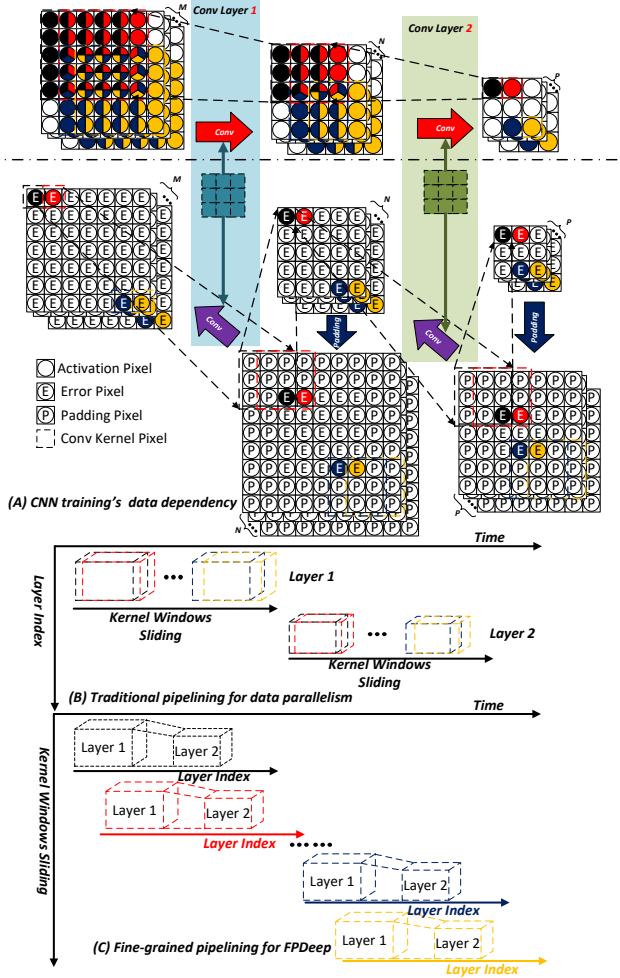 M
Conv Layer 1
N
Conv Layer 2
P
Conv
Conv
M
E E E E E E E E
E E E E E E E E
E E E E E E E E
E E E E E E E E
E E E E E E E E
E E E E E E E E
E E E E E E E E
N
E E E E E E
E E E E E E
E E E E E E
E E E E E E
E E E E E E
P
E E E
E E E
E E E
Conv
Padding
Conv
Padding
Activation Pixel
E Error Pixel
P Padding Pixel
Conv Kernel Pixel
P P P P P P P P
P P P P P P P P
P P E E E E P P
P P E E E E P P
P P E E E E P P
P P E E E E P P
P P P P P P P P
P P P P P P P P
N
P
(A) CNN training's data dependency
Time
Layer Index
Layer 1
Kernel Windows
Sliding
Layer 2
Kernel Windows
Sliding
(B) Traditional pipelining for data parallelism
Time
Kernel Windows Sliding
Layer 1 Layer 2
Layer Index
Layer 1 Layer 2
Layer Index
Layer 1 Layer 2
Layer Index
Layer 1 Layer 2
Layer Index
(C) Fine-grained pipelining for FPDeep